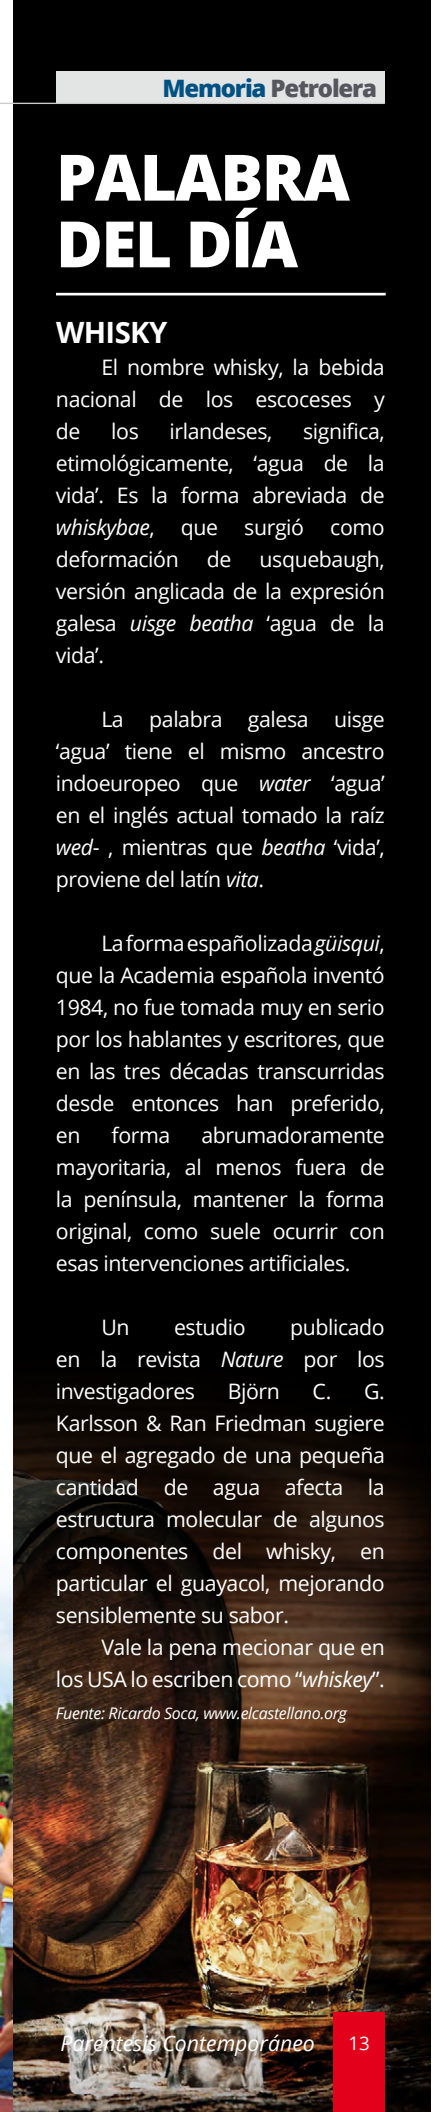 Memoria Petrolera
PALABRA
DEL DÍA
WHISKY
El nombre whisky, la bebida
nacional de los escoceses y
de los irlandeses, significa,
etimológicamente, ‘agua de la
vida’. Es la forma abreviada de
whiskybae, que surgió como
deformación de usquebaugh,
versión anglicada de la expresión
galesa uisge beatha ‘agua de la
vida’.
La palabra galesa uisge
‘agua’ tiene el mismo ancestro
indoeuropeo que water ‘agua’
en el inglés actual tomado la raíz
wed- , mientras que beatha ‘vida’,
proviene del latín vita.
La forma españolizada güisqui,
que la Academia española inventó
1984, no fue tomada muy en serio
por los hablantes y escritores, que
en las tres décadas transcurridas
desde entonces han preferido,
en forma abrumadoramente
mayoritaria, al menos fuera de
la península, mantener la forma
original, como suele ocurrir con
esas intervenciones artificiales.
Un estudio publicado
en la revista Nature por los
investigadores Björn C. G.
Karlsson & Ran Friedman sugiere
que el agregado de una pequeña
cantidad de agua afecta la
estructura molecular de algunos
componentes del whisky, en
particular el guayacol, mejorando
sensiblemente su sabor.
Vale la pena mecionar que en
los USA lo escriben como “whiskey”.
Fuente: Ricardo Soca, www.elcastellano.org
Paréntesis Contemporáneo 13